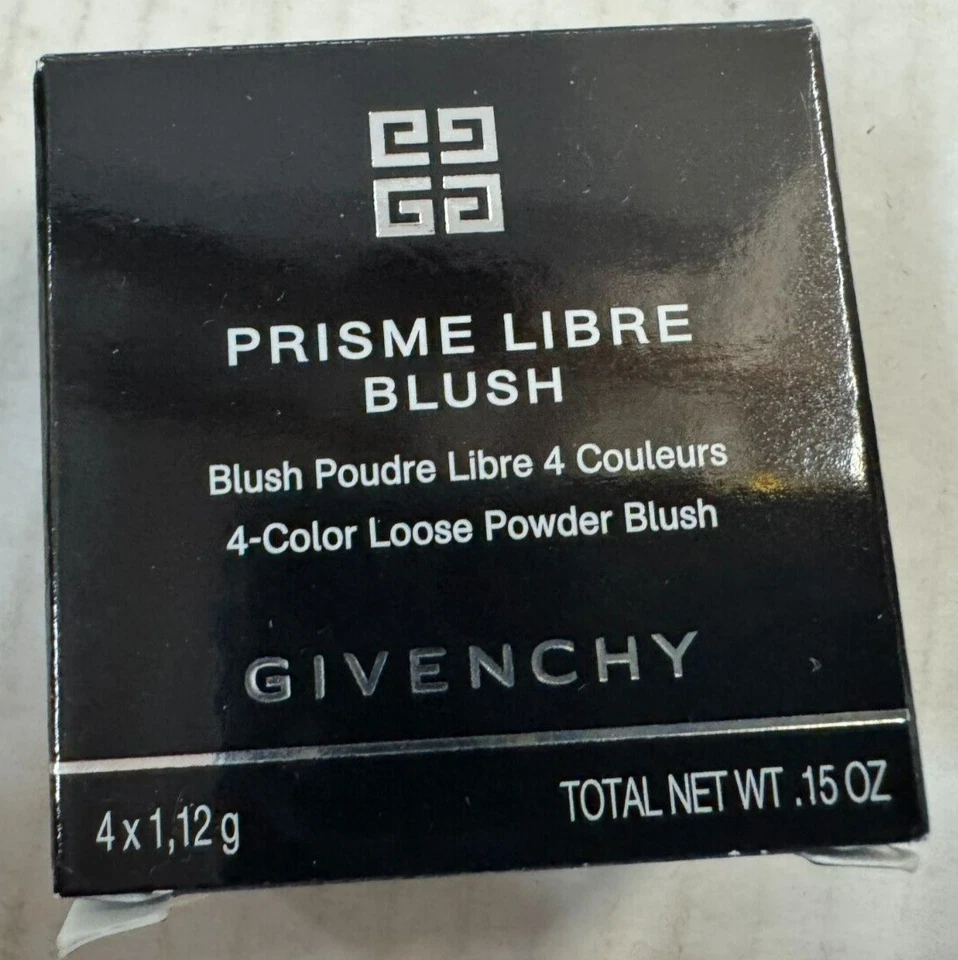 PRISME LIBRE
BLUSH
Blush Poudre Libre 4 Couleurs
4-Color Loose Powder Blush
GIVENCHY
4 x 1,12 g
TOTAL NET WT .15 OZ